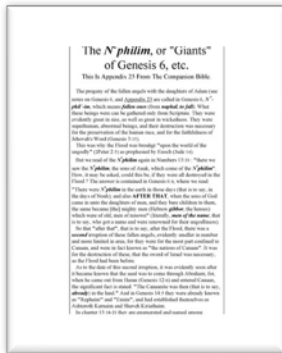 The Nephilim, or "Giants"
of Genesis 6, etc.
This Is Appendix 25 From The Companion Bible.
The progeny of the fallen angels with the daughters of Adam (see
notes on Genesis 6, and Appendix 23 are called in Genesis 6, Ne-
phil´-im, which means fallen ones (from naphal, to fall). What
these beings were can be gathered only from Scripture. They were
evidently great in size, as well as great in wickedness. They were
superhuman, abnormal beings; and their destruction was necessary
for the preservation of the human race, and for the faithfulness of
Jehovah's Word (Genesis 3:15).
This was why the Flood was brought "upon the world of the
ungodly" (2Peter 2:5) as prophesied by Enoch (Jude 14).
But we read of the Nephilim again in Numbers 13:33 : "there we
saw the Nephilim, the sons of Anak, which come of the Nephilim"
How, it may be asked, could this be, if they were all destroyed in the
Flood ? The answer is contained in Genesis 6:4, where we read:
"There were Nephilim in the earth in those days (that is to say, in
the days of Noah); and also AFTER THAT, when the sons of God
came in unto the daughters of men, and they bare children to them,
the same became [the] mighty men (Hebrew gibbor, the heroes)
which were of old, men of renown" (literally, men of the name, that
is to say, who got a name and were renowned for their ungodliness).
So that "after that", that is to say, after the Flood, there was a
second irruption of these fallen angels, evidently smaller in number
and more limited in area, for they were for the most part confined to
Canaan, and were in fact known as "the nations of Canaan". It was
for the destruction of these, that the sword of Israel was necessary,
as the Flood had been before.
As to the date of this second irruption, it was evidently soon after
it became known that the seed was to come through Abraham; for,
when he came out from Haran (Genesis 12:6) and entered Canaan,
the significant fact is stated: "The Canaanite was then (that is to say,
already) in the land." And in Genesis 14:5 they were already known
as "Rephaim" and "Emim", and had established themselves as
Ashteroth Karnaim and Shaveh Kiriathaim.
In chapter 15:18-21 they are enumerated and named among